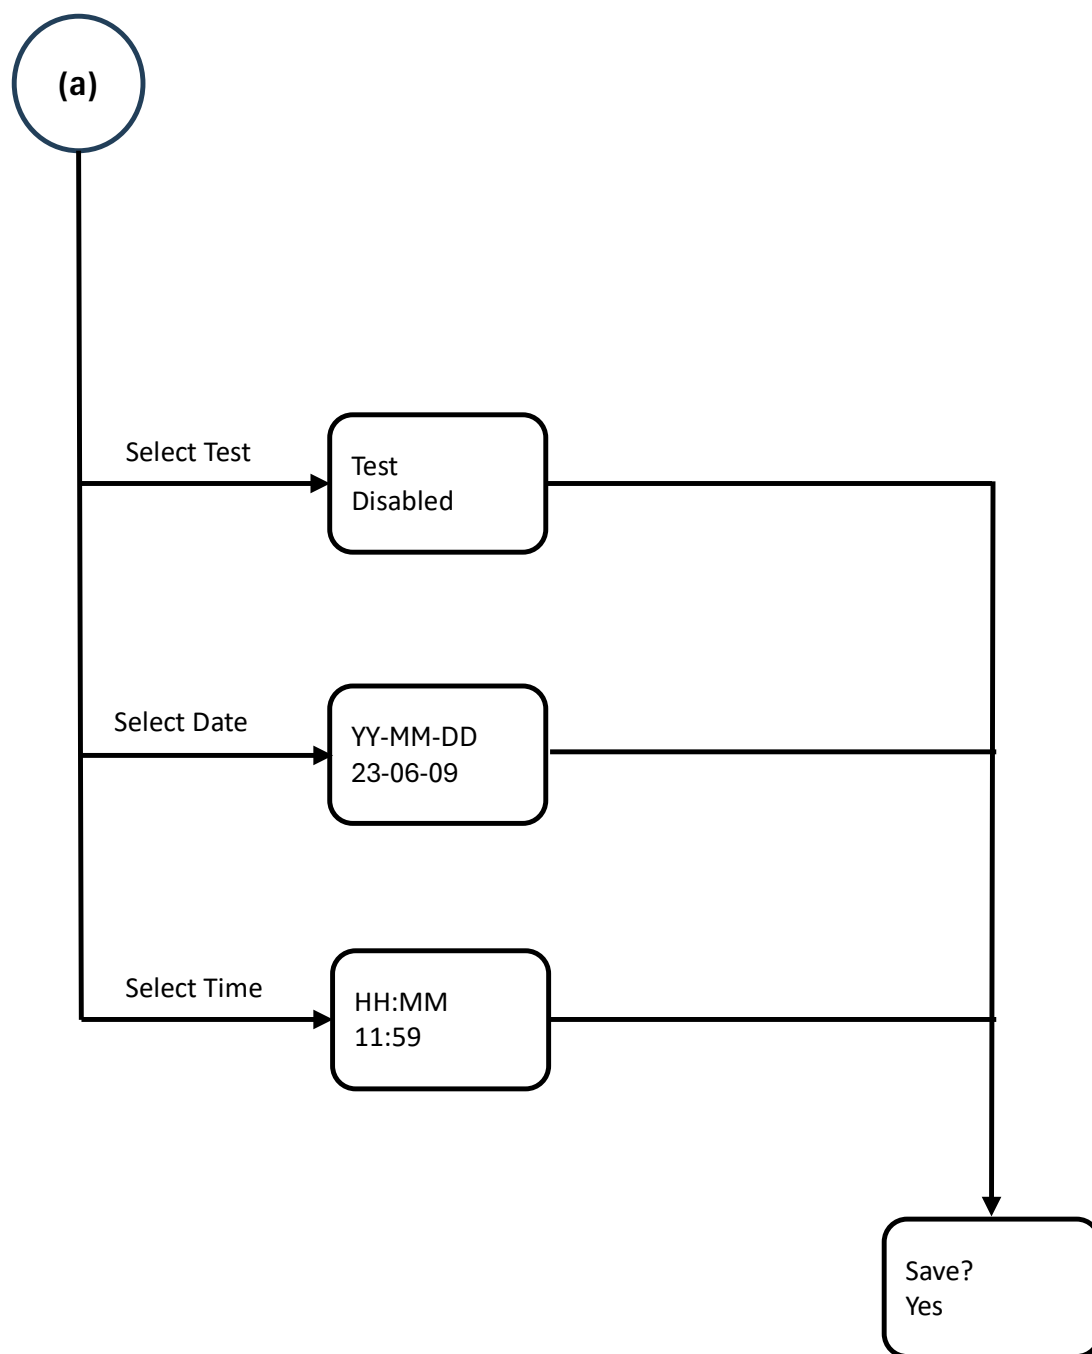 (a)
Select Test
Test
Disabled
Select Date
YY-MM-DD
23-06-09
Select Time
HH:MM
11:59
Save?
Yes